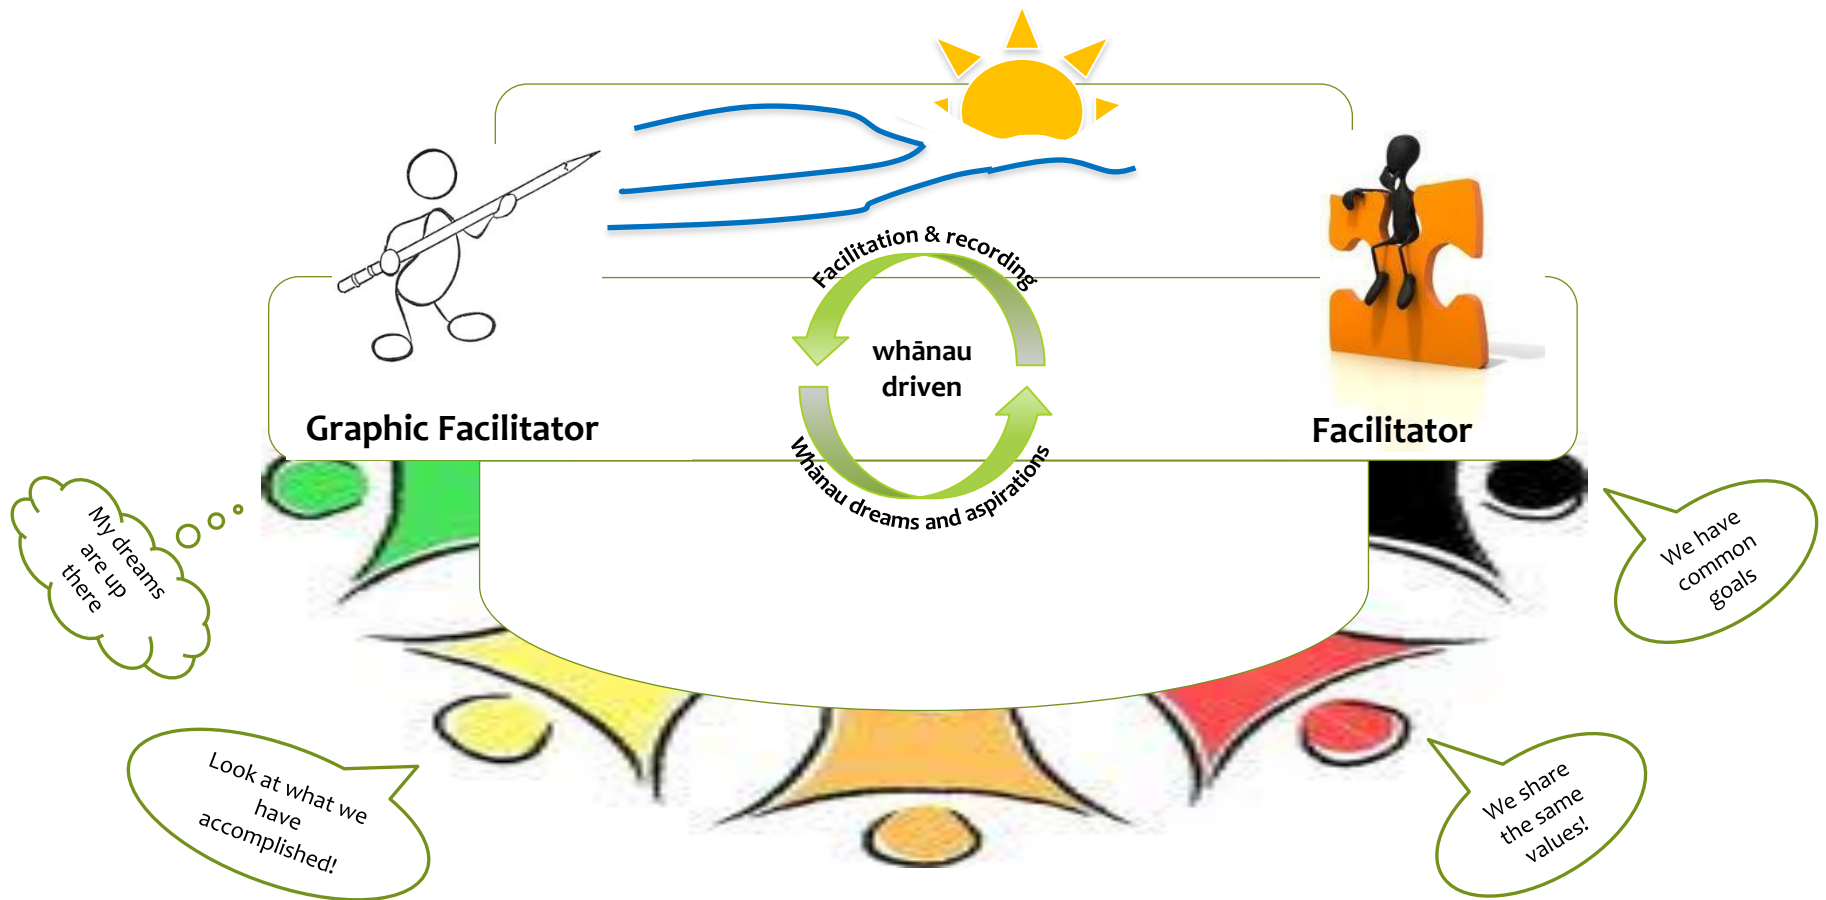 Facilitation & recording
whānau
driven
Whānau dreams and aspirations
Graphic Facilitator
Facilitator
My dreams
are up
there
We have
common
goals
Look at what we
have
accomplished!
We share
the same
values!